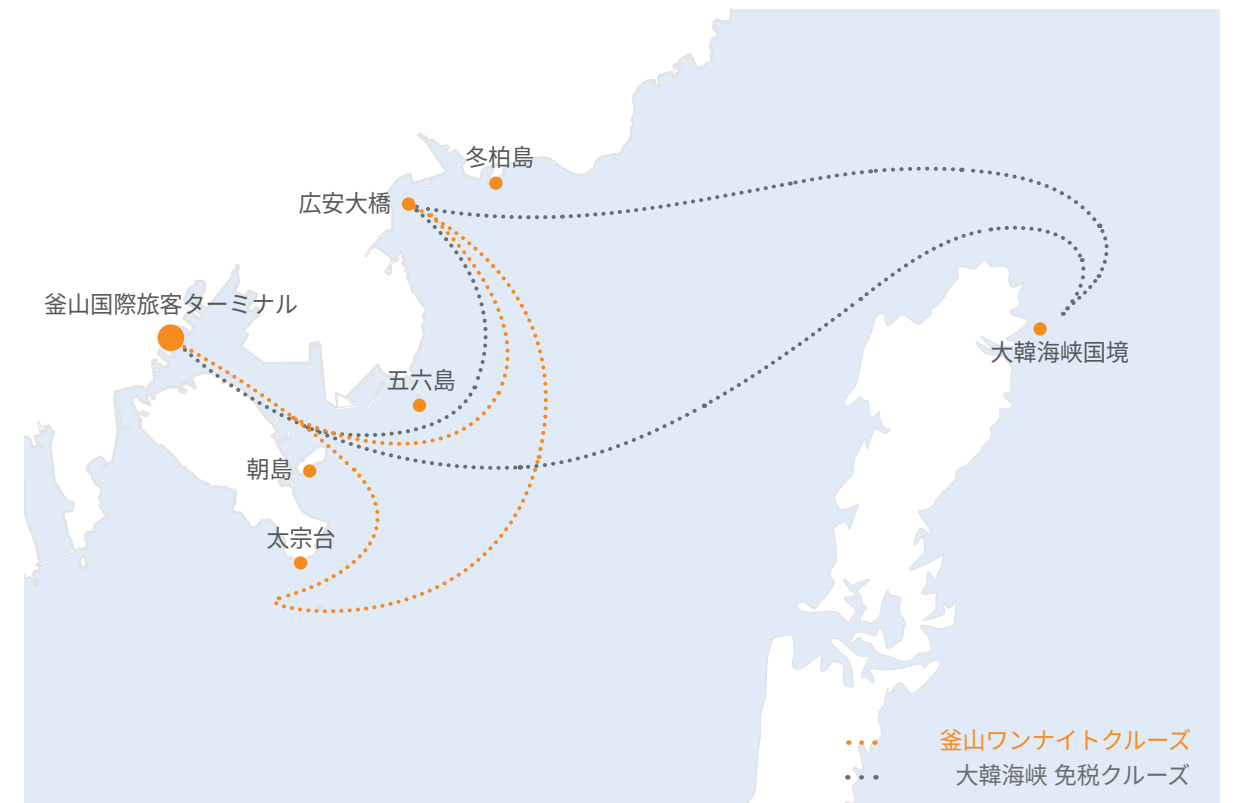 冬柏島
広安大橋
釜山国際旅客ターミナル
大韓海峡国境
五六島
朝島
太宗台
釜山ワンナイトクルーズ
大韓海峡 免税クルーズ